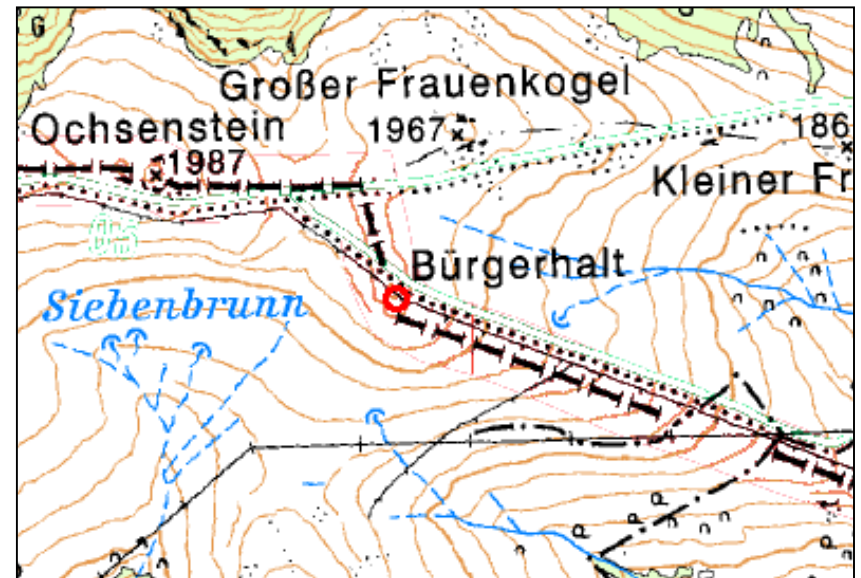 G
Großer Frauenkogel
Ochsenstein
1967
186
1987
Kleiner Fr
Bürgerhalt
Siebenbrunn